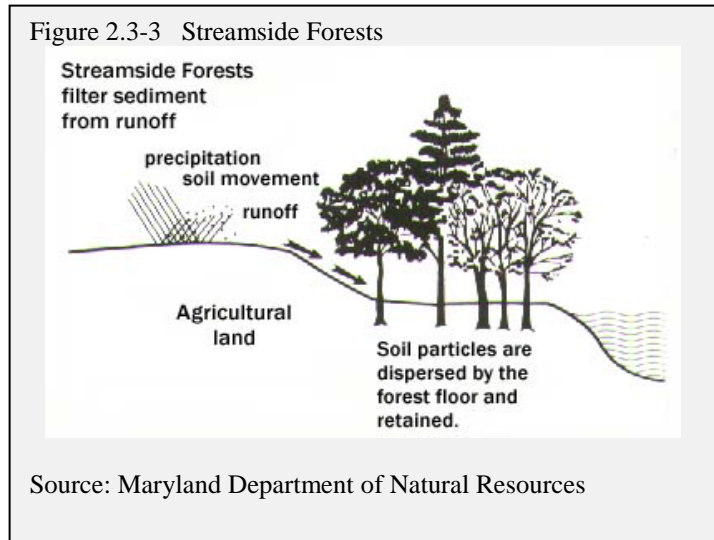 Figure 2.3-3 Streamside Forests
Streamside Forests
filter sediment
from runoff
precipitation
soil movement
runoff
Agricultural
land
Soil particles are
dispersed by the
forest floor and
retained.
Source: Maryland Department of Natural Resources